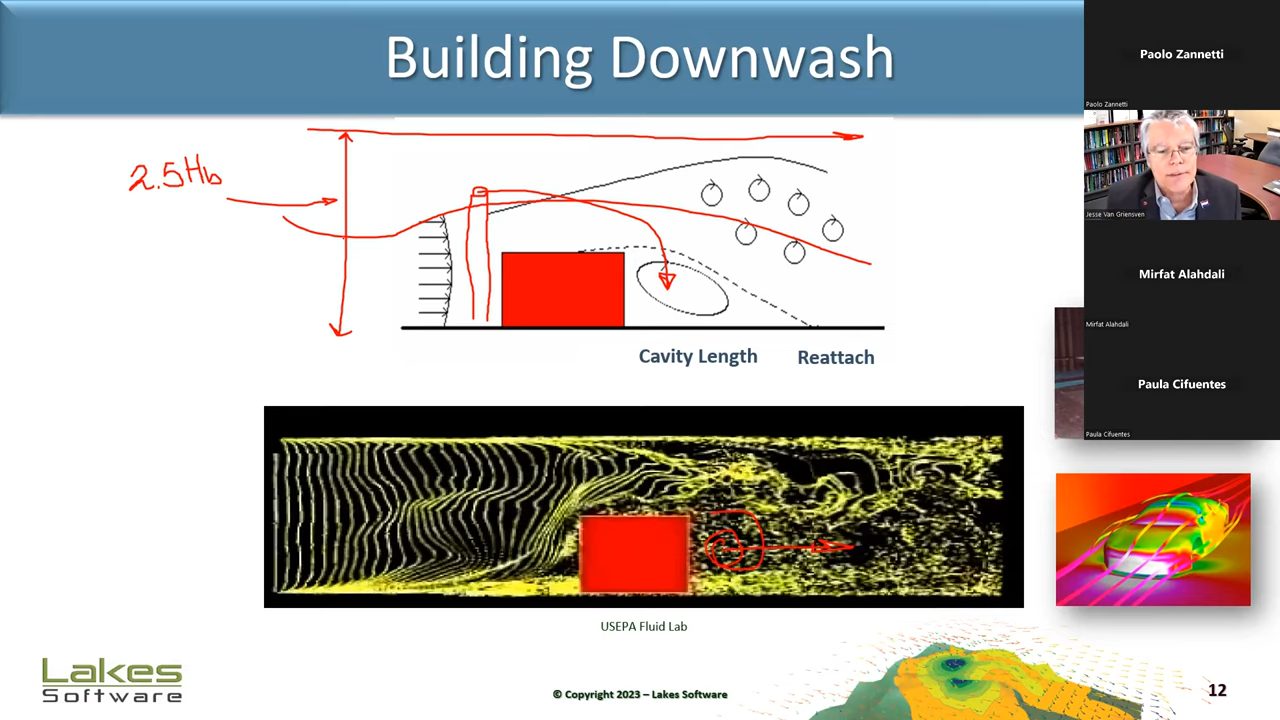 Building Downwash
2.5Hb
Cavity Length
Reattach
USEPA Fluid Lab
Lakes
Software
© Copyright 2023 – Lakes Software
12
Paolo Zannetti
Paolo Zannetti
Jesse Van Griensven
Mirfat Alahdali
Mirfat Alahdali
Paula Cifuentes
Paula Cifuentes